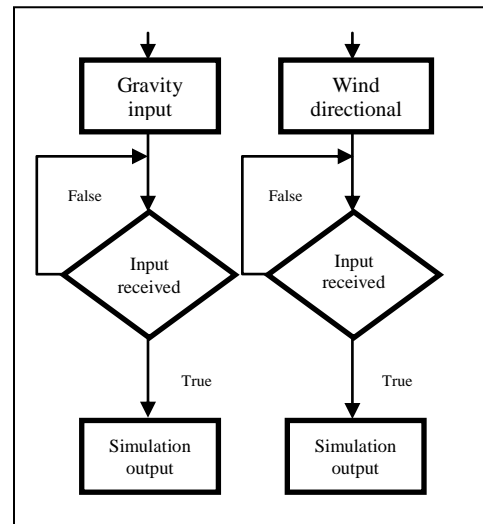 Gravity
input
False
Input
received
True
Simulation
output
Wind
directional
False
Input
received
True
Simulation
output